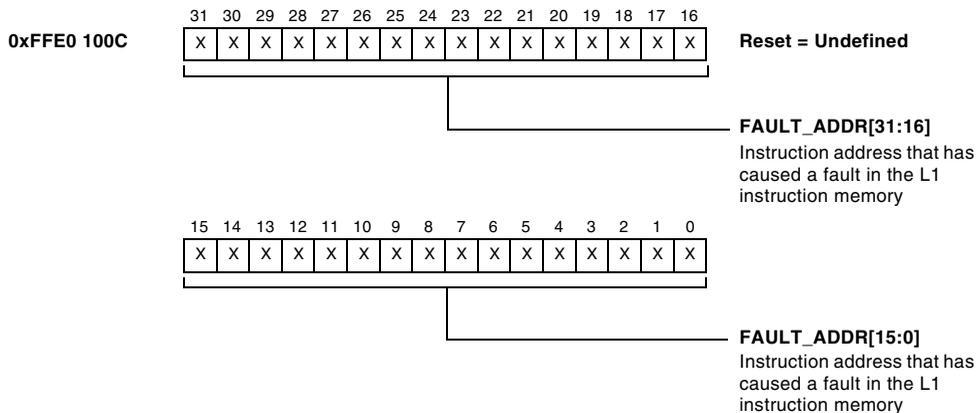 31 30 29 28 27 26 25 24 23 22 21 20 19 18 17 16
0xFFE0 100C X X X X X X X X X X X X X X X X Reset = Undefined
FAULT_ADDR[31:16]
Instruction address that has
caused a fault in the L1
instruction memory
15 14 13 12 11 10 9 8 7 6 5 4 3 2 1 0
X X X X X X X X X X X X X X X X
FAULT_ADDR[15:0]
Instruction address that has
caused a fault in the L1
instruction memory